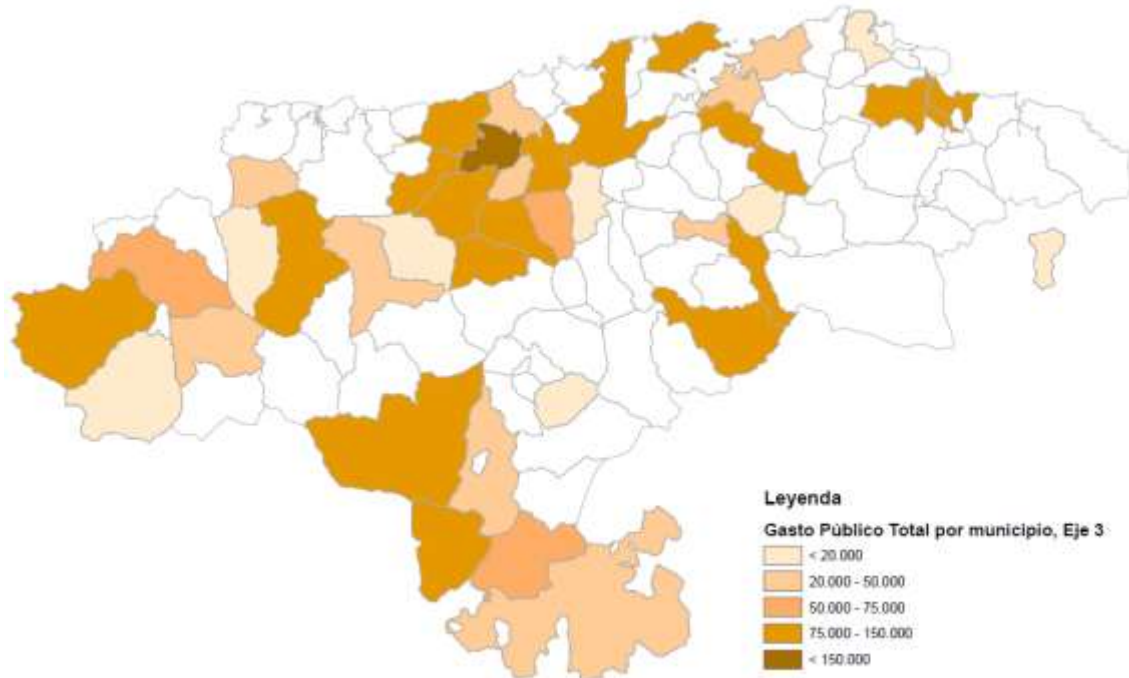 Leyenda
Gasto Público Total por municipio, Eje 3
< 20.000
20.000 - 50.000
50.000 - 75.000
75.000 - 150.000
< 150.000